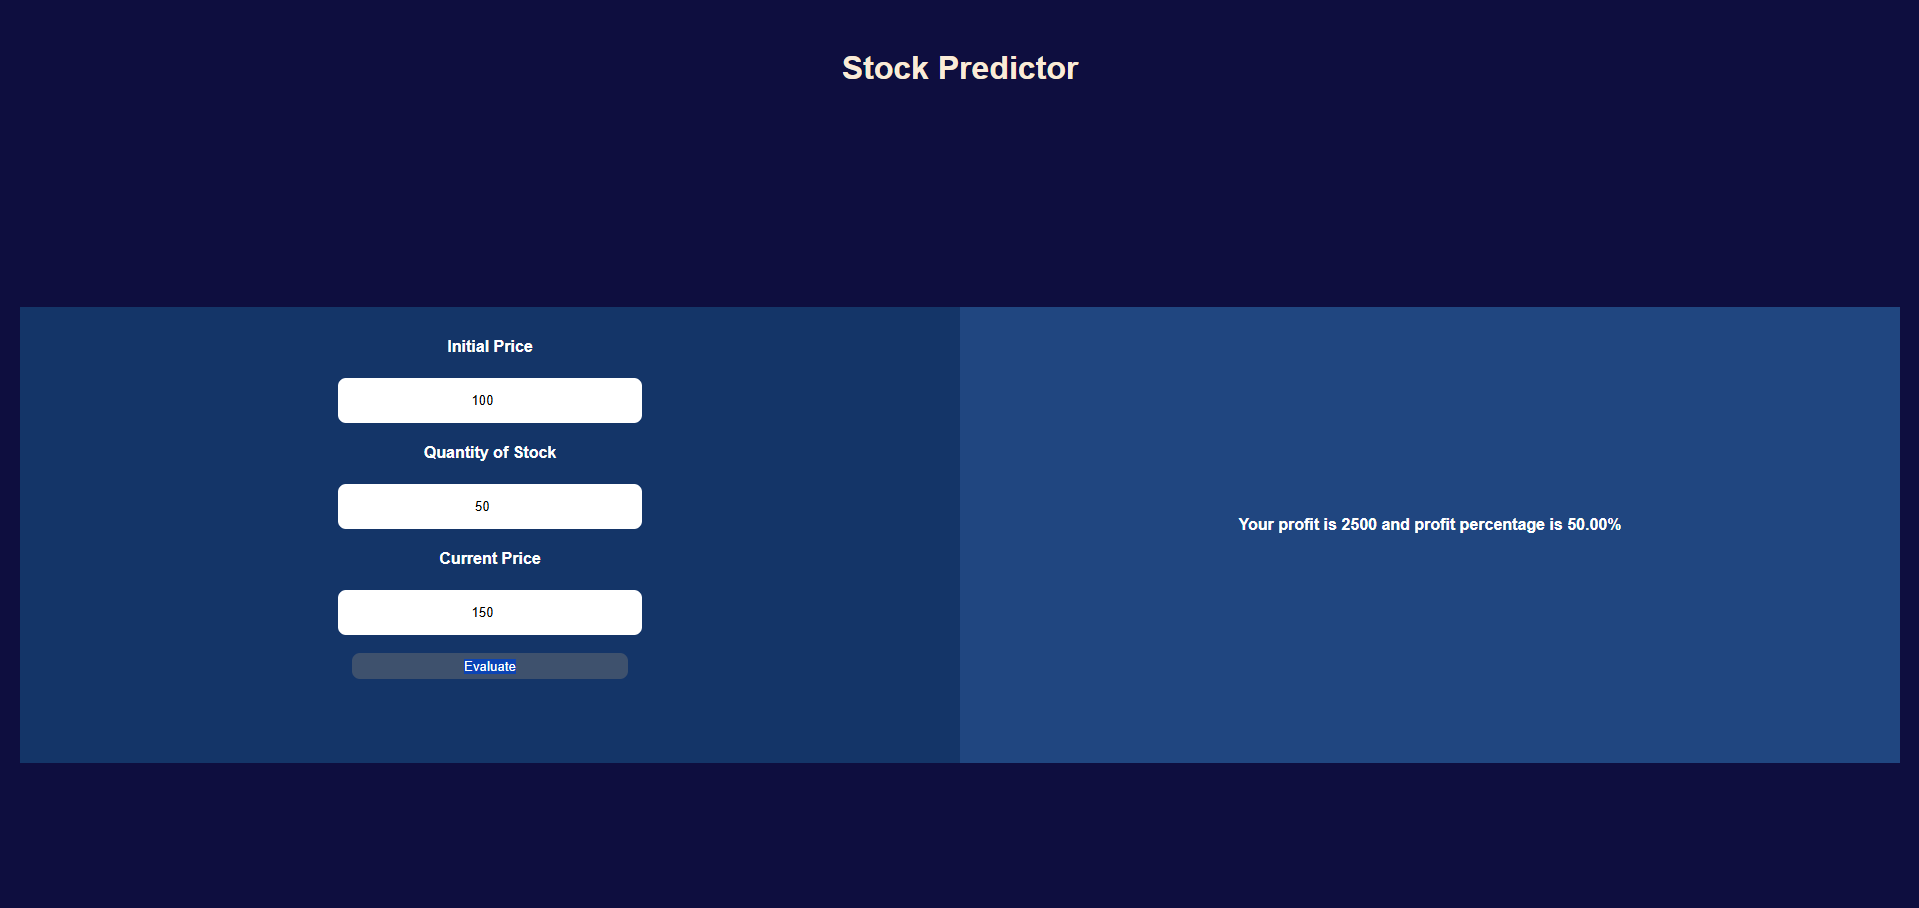 Stock Predictor
Initial Price
100
Quantity of Stock
50
Current Price
150
Evaluate
Your profit is 2500 and profit percentage is 50.00%